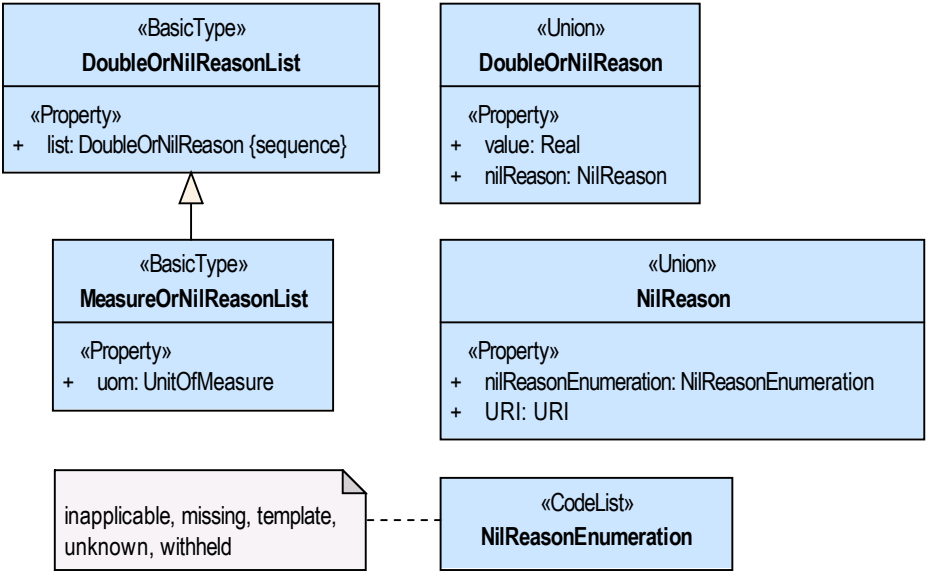 «BasicType»
DoubleOrNilReasonList
«Property»
+ list: DoubleOrNilReason {sequence}
«Union»
DoubleOrNilReason
«Property»
+ value: Real
+ nilReason: NilReason
«BasicType»
MeasureOrNilReasonList
«Property»
+ uom: UnitOfMeasure
«Union»
NilReason
«Property»
+ nilReasonEnumeration: NilReasonEnumeration
+ URI: URI
inapplicable, missing, template,
unknown, withheld
«CodeList»
NilReasonEnumeration